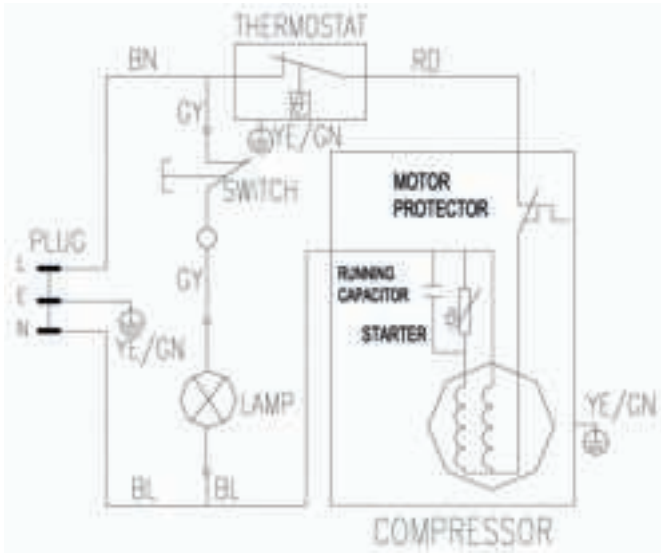 THERMOSTAT
BN
RD
GY
YE/GN
SWITCH
MOTOR
PROTECTOR
PLUG
L
E
N
GY
RUNNING
CAPACITOR
STARTER
YE/GN
LAMP
YE/GN
BL
BL
COMPRESSOR